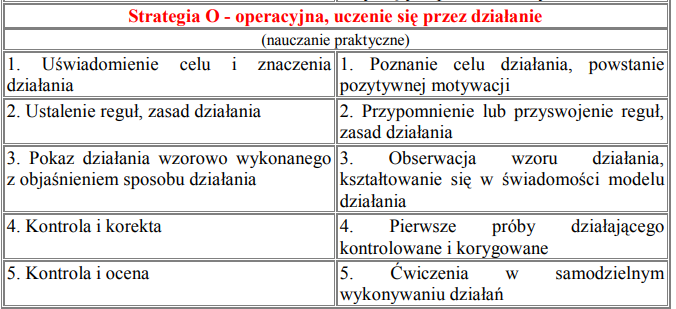 Strategia O - operacyjna, uczenie się przez działanie
(nauczanie praktyczne)
1. Uświadomienie celu i znaczenia
działania
1. Poznanie celu działania, powstanie
pozytywnej motywacji
2. Ustalenie reguł, zasad działania
2. Przypomnienie lub przyswojenie reguł,
zasad działania
3. Pokaz działania wzorowo wykonanego
z objaśnieniem sposobu działania
3. Obserwacja wzoru działania,
kształtowanie się w świadomości modelu
działania
4. Kontrola i korekta
4. Pierwsze próby działającego
kontrolowane i korygowane
5. Kontrola i ocena
5. Ćwiczenia w samodzielnym
wykonywaniu działań